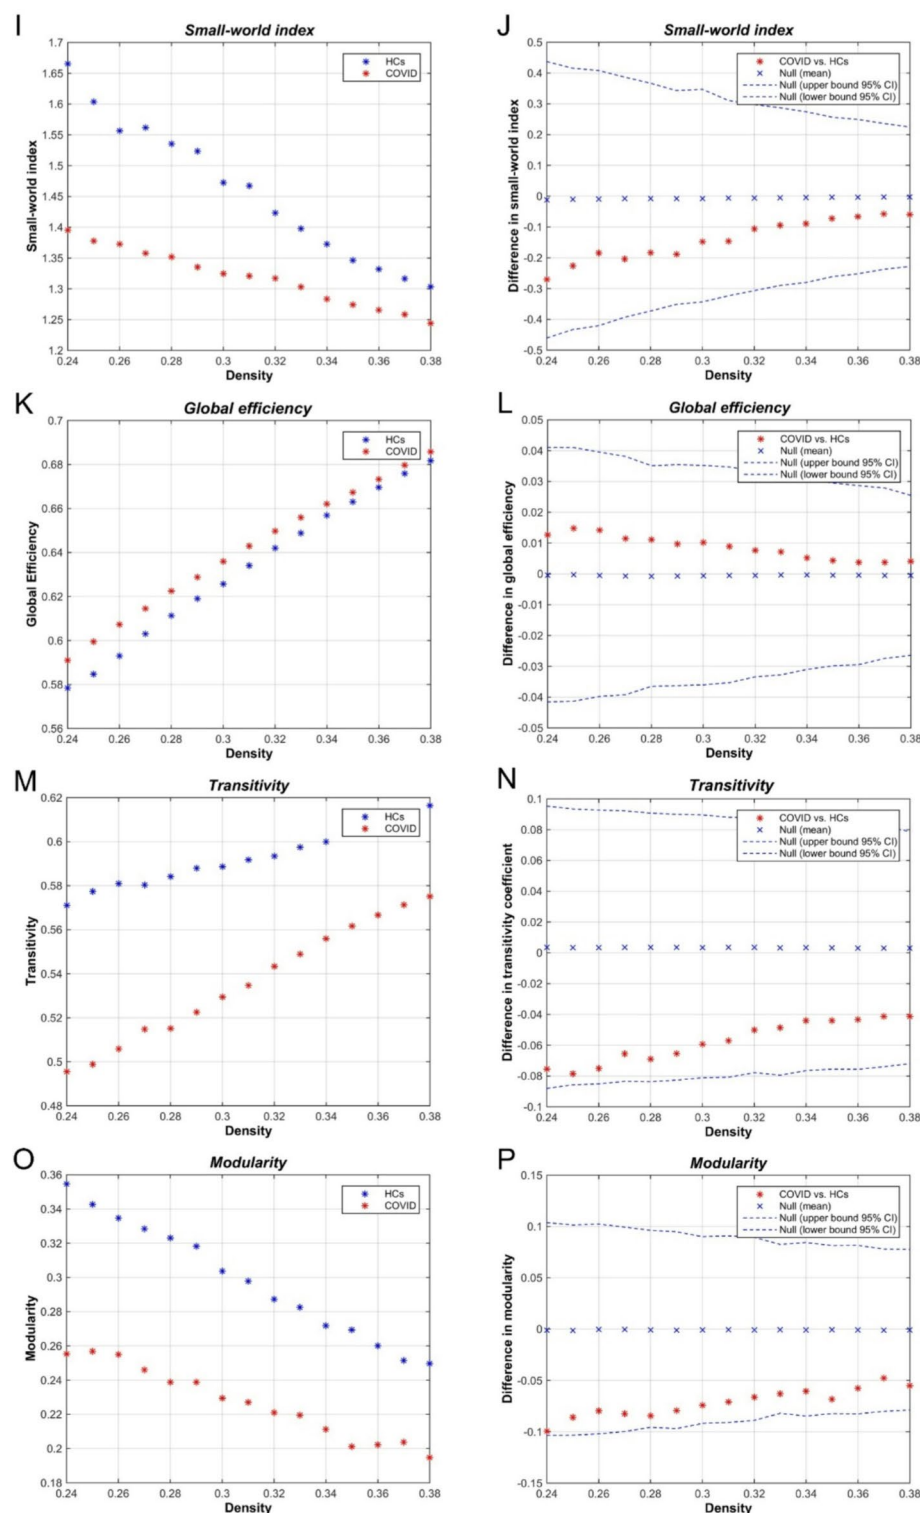 I
Small-world index
1.7
1.65
1.6
1.55
1.5
1.45
1.4
1.35
1.3
1.25
1.2
Small-world index
HCs
COVID
0.24 0.26 0.28 0.3 0.32 0.34 0.36 0.38
Density
J
Small-world index
0.5
0.4
0.3
0.2
0.1
0
-0.1
-0.2
-0.3
-0.4
-0.5
Difference in small-world index
COVID vs. HCs
Null (mean)
Null (upper bound 95% CI)
Null (lower bound 95% CI)
0.24 0.26 0.28 0.3 0.32 0.34 0.36 0.38
Density
K
Global efficiency
0.7
0.68
0.66
0.64
0.62
0.6
0.58
0.56
Global Efficiency
HCs
COVID
0.24 0.26 0.28 0.3 0.32 0.34 0.36 0.38
Density
L
Global efficiency
0.05
0.04
0.03
0.02
0.01
0
-0.01
-0.02
-0.03
-0.04
-0.05
Difference in global efficiency
COVID vs. HCs
Null (mean)
Null (upper bound 95% CI)
Null (lower bound 95% CI)
0.24 0.26 0.28 0.3 0.32 0.34 0.36 0.38
Density
M
Transitivity
0.62
0.6
0.58
0.56
0.54
0.52
0.5
0.48
Transitivity
HCs
COVID
0.24 0.26 0.28 0.3 0.32 0.34 0.36 0.38
Density
N
Transitivity
0.1
0.08
0.06
0.04
0.02
0
-0.02
-0.04
-0.06
-0.08
-0.1
Difference in transitivity coefficient
COVID vs. HCs
Null (mean)
Null (upper bound 95% CI)
Null (lower bound 95% CI)
0.24 0.26 0.28 0.3 0.32 0.34 0.36 0.38
Density
O
Modularity
0.36
0.34
0.32
0.3
0.28
0.26
0.24
0.22
0.2
0.18
Modularity
HCs
COVID
0.24 0.26 0.28 0.3 0.32 0.34 0.36 0.38
Density
P
Modularity
0.15
0.1
0.05
0
-0.05
-0.1
-0.15
Difference in modularity
COVID vs. HCs
Null (mean)
Null (upper bound 95% CI)
Null (lower bound 95% CI)
0.24 0.26 0.28 0.3 0.32 0.34 0.36 0.38
Density